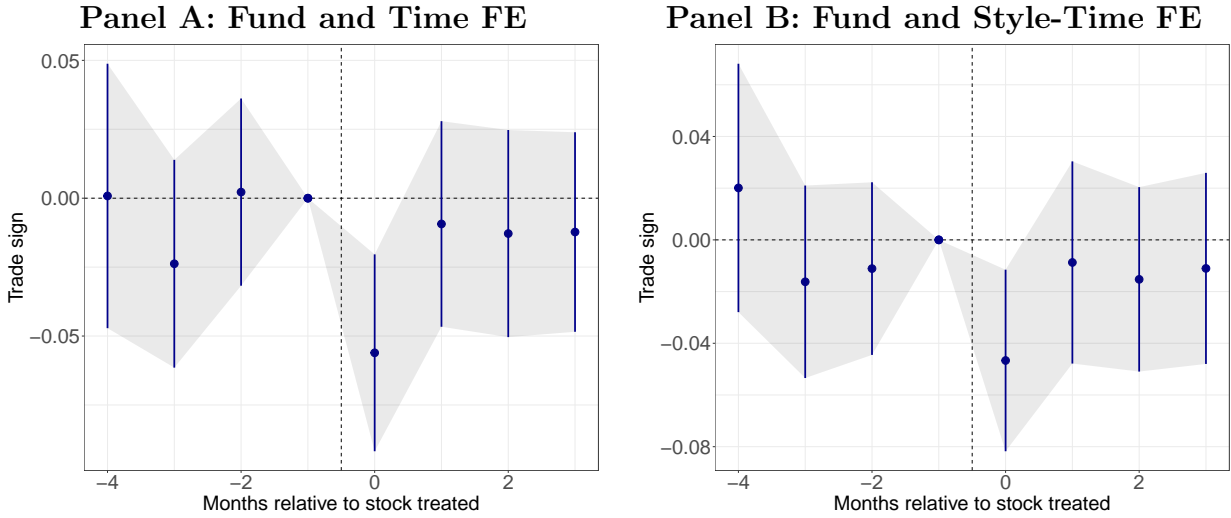 Panel A: Fund and Time FE
0.05
0.00
−0.05
Trade sign
−4
−2
0
2
Months relative to stock treated
Panel B: Fund and Style-Time FE
0.04
0.00
−0.04
−0.08
Trade sign
−4
−2
0
2
Months relative to stock treated